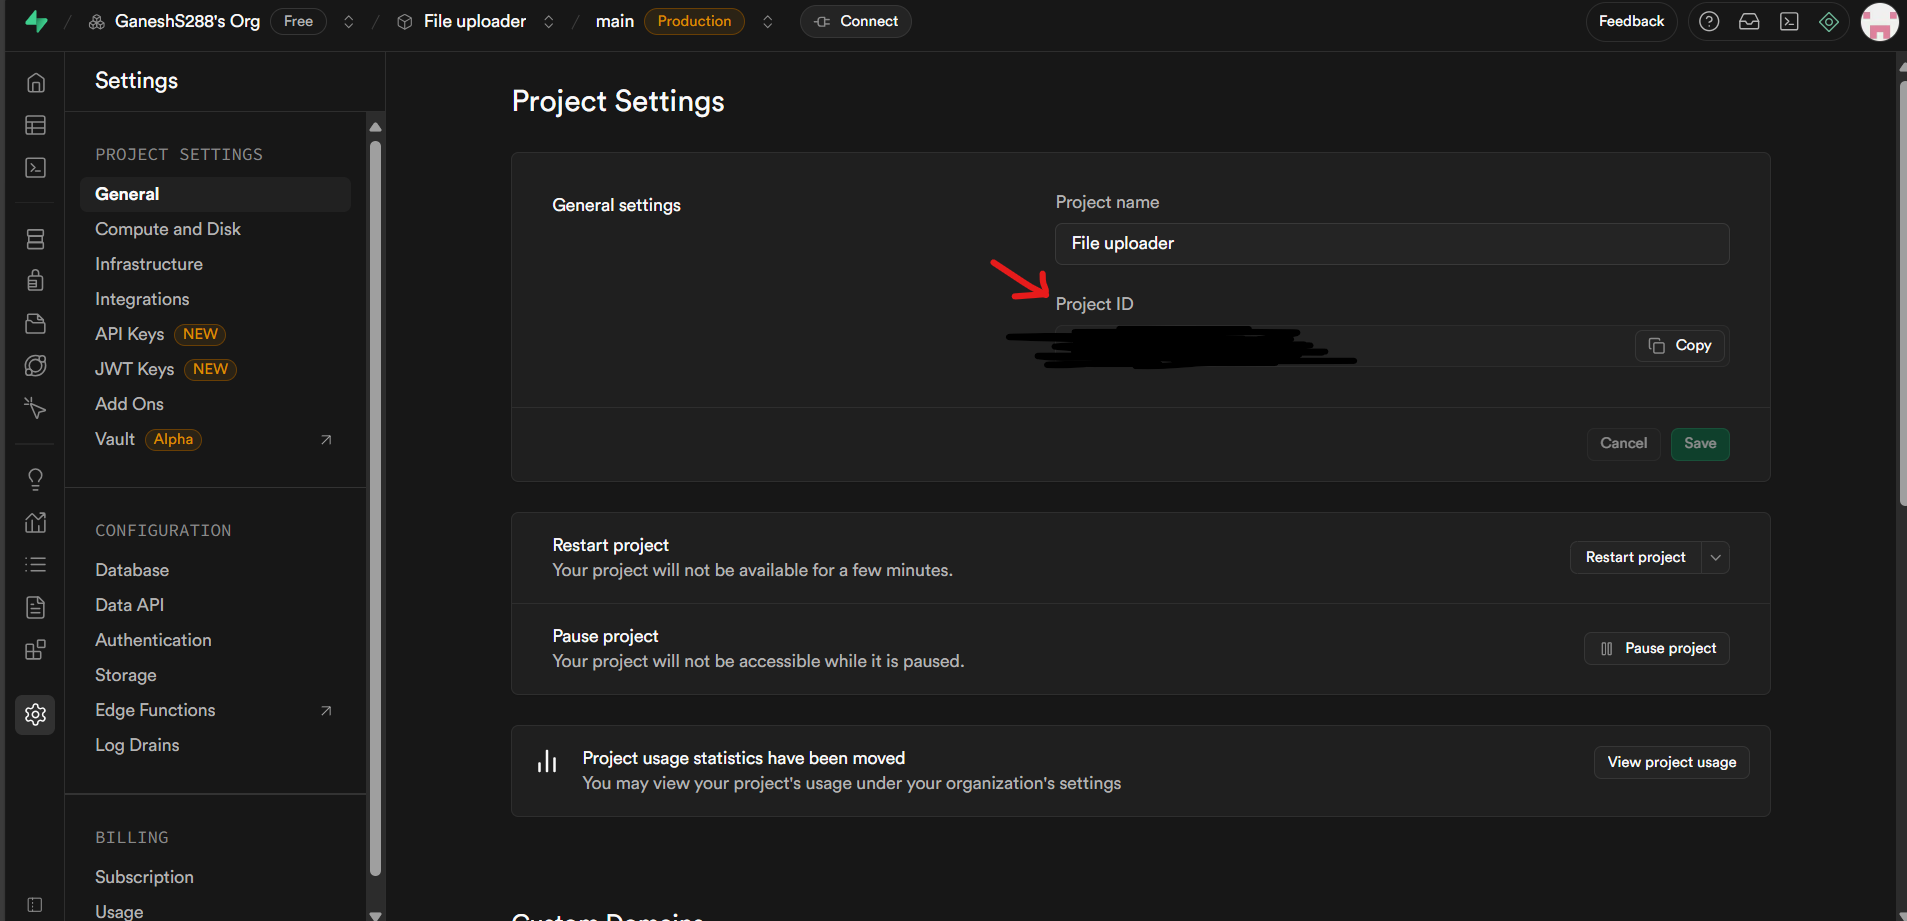 GaneshS288's Org Free File uploader main Production Connect Feedback
Settings
PROJECT SETTINGS
General
Compute and Disk
Infrastructure
Integrations
API Keys NEW
JWT Keys NEW
Add Ons
Vault Alpha
CONFIGURATION
Database
Data API
Authentication
Storage
Edge Functions
Log Drains
BILLING
Subscription
Usage
Project Settings
General settings
Project name
File uploader
Project ID
Copy
Cancel Save
Restart project
Your project will not be available for a few minutes.
Restart project
Pause project
Your project will not be accessible while it is paused.
Pause project
Project usage statistics have been moved
You may view your project's usage under your organization's settings
View project usage
Custom Domains